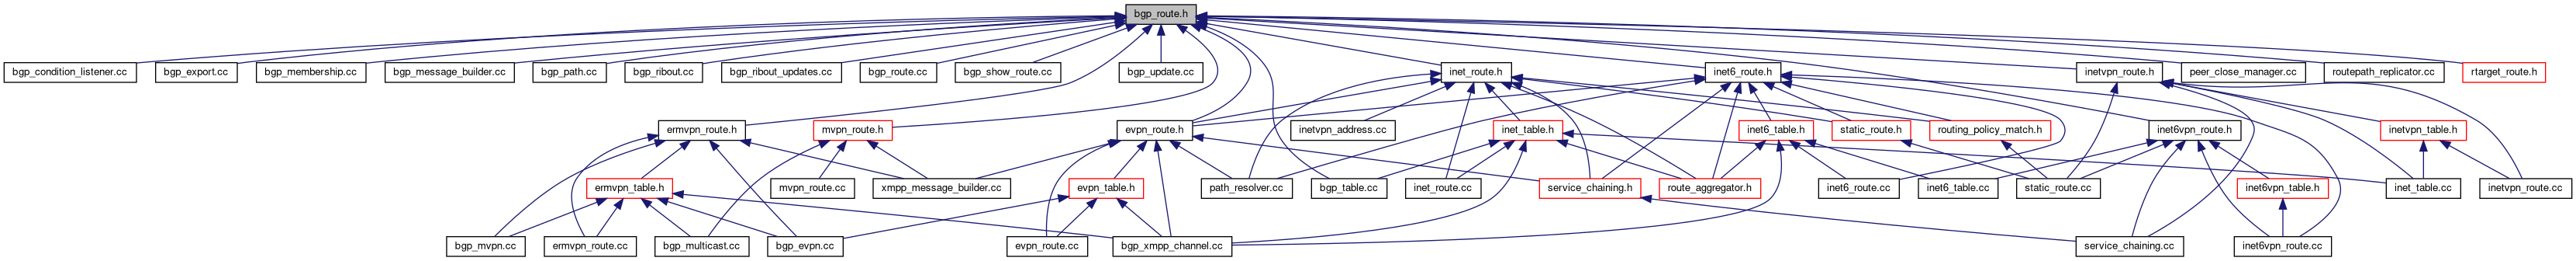 bgp_route.h
bgp_condition_listener.cc
bgp_export.cc
bgp_membership.cc
bgp_message_builder.cc
bgp_path.cc
bgp_ribout.cc
bgp_ribout_updates.cc
bgp_route.cc
bgp_show_route.cc
bgp_update.cc
inet_route.h
inet6_route.h
inetvpn_route.h
peer_close_manager.cc
routepath_replicator.cc
rtarget_route.h
ermvpn_route.h
mvpn_route.h
evpn_route.h
inetvpn_address.cc
inet_table.h
inet6_table.h
static_route.h
routing_policy_match.h
inet6vpn_route.h
inetvpn_table.h
ermvpn_table.h
mvpn_route.cc
xmpp_message_builder.cc
evpn_table.h
path_resolver.cc
bgp_table.cc
inet_route.cc
service_chaining.h
route_aggregator.h
inet6_route.cc
inet6_table.cc
static_route.cc
inet6vpn_table.h
inet_table.cc
inetvpn_route.cc
bgp_mvpn.cc
ermvpn_route.cc
bgp_multicast.cc
bgp_evpn.cc
evpn_route.cc
bgp_xmpp_channel.cc
service_chaining.cc
inet6vpn_route.cc